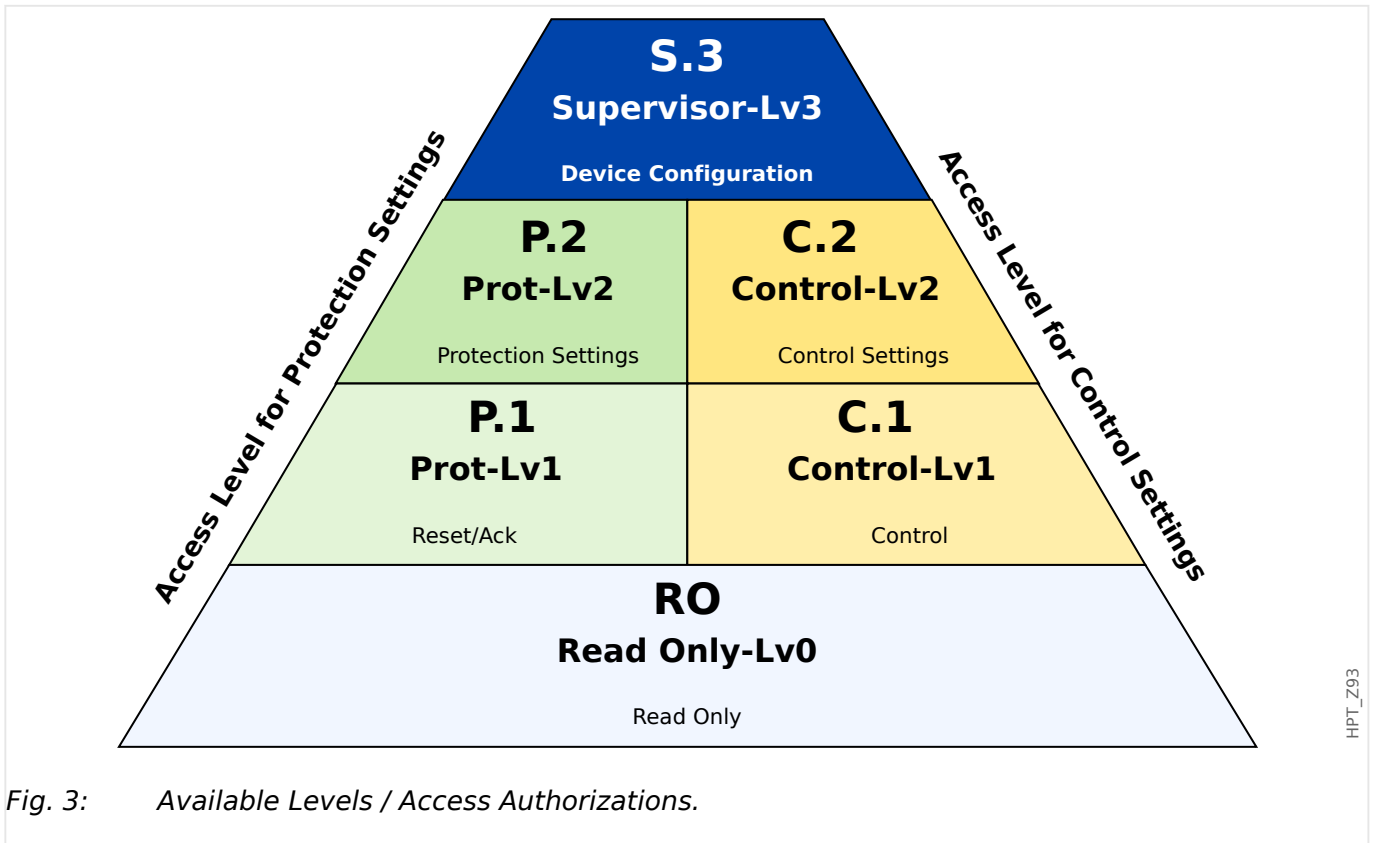 S.3
Supervisor-Lv3
Device Configuration
Access Level for Protection Settings
Access Level for Control Settings
P.2
Prot-Lv2
Protection Settings
C.2
Control-Lv2
Control Settings
P.1
Prot-Lv1
Reset/Ack
C.1
Control-Lv1
Control
RO
Read Only-Lv0
Read Only
HPT_Z93
Fig. 3: Available Levels / Access Authorizations.